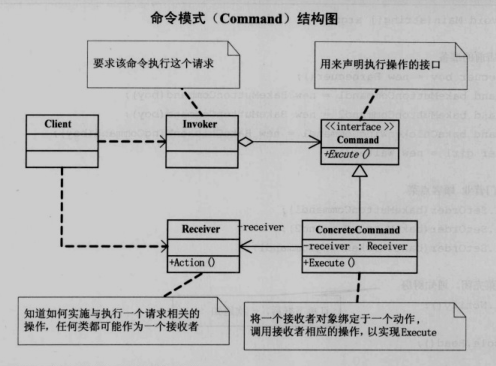 命令模式（Command）结构图
要求该命令执行这个请求
用来声明执行操作的接口
Client
Invoker
<<interface>>
Command
+Excute()
Receiver
+Action()
-receiver
ConcreteCommand
-receiver : Receiver
+Execute()
知道如何实施与执行一个请求相关的
操作，任何类都可能作为一个接收者
将一个接收者对象绑定于一个动作，
调用接收者相应的操作，以实现Execute